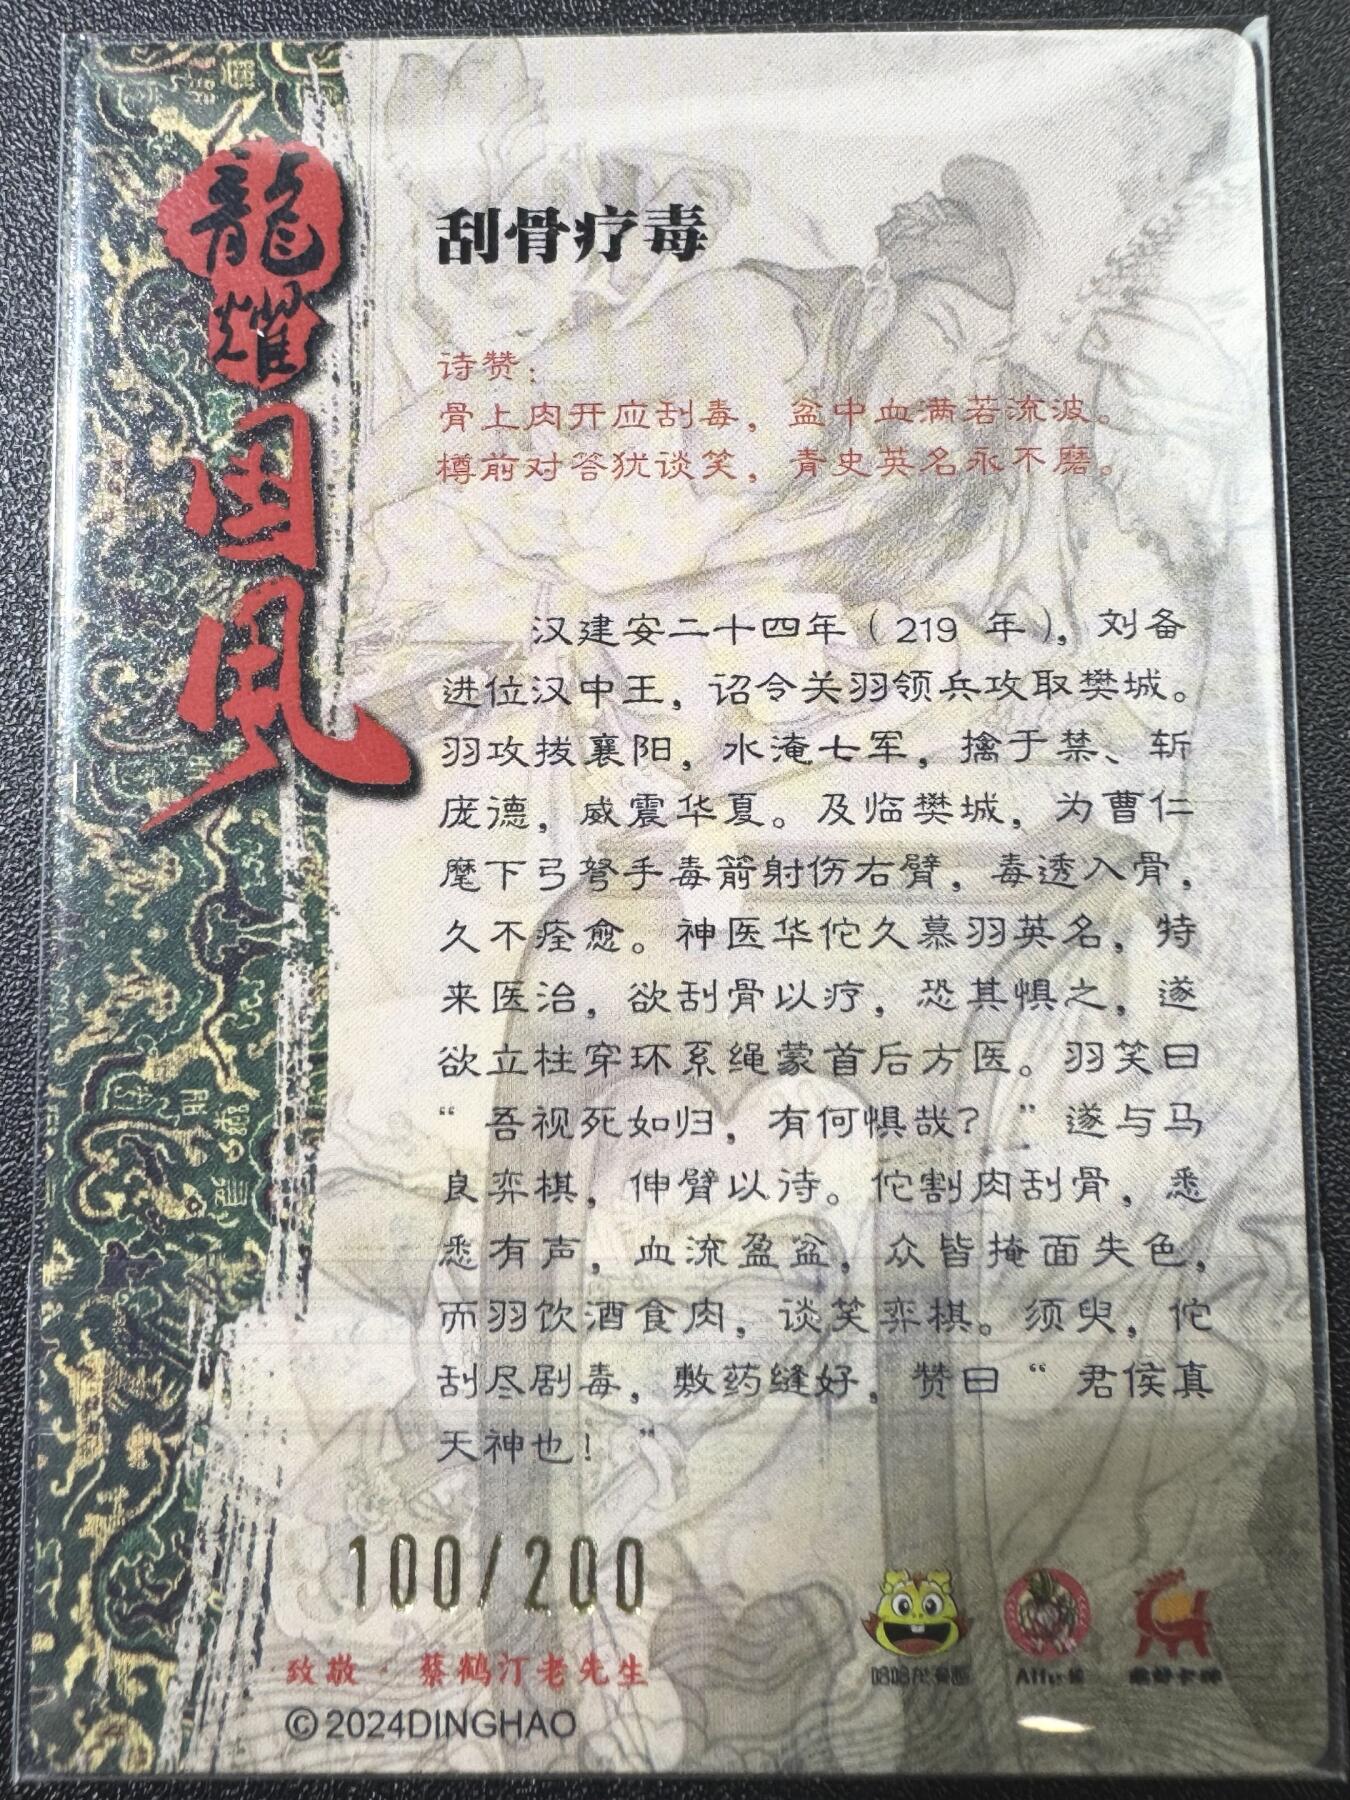 龍耀国风
刮骨疗毒
诗赞：
骨上肉开应刮毒，盆中血满若流波。
樽前对答犹谈笑，青史英名永不磨。
汉建安二十四年（219 年），刘备
进位汉中王，诏令关羽领兵攻取樊城。
羽攻拔襄阳，水淹七军，擒于禁、斩
庞德，威震华夏。及临樊城，为曹仁
麾下弓弩手毒箭射伤右臂，毒透入骨，
久不痊愈。神医华佗久慕羽英名，特
来医治，欲刮骨以疗，恐其惧之，遂
欲立柱穿环系绳蒙首后方医。羽笑曰
“吾视死如归，有何惧哉？”遂与马
良弈棋，伸臂以待。佗割肉刮骨，悉
悉有声，血流盈盆，众皆掩面失色，
而羽饮酒食肉，谈笑弈棋。须臾，佗
刮尽剧毒，敷药缝好，赞曰“君侯真
天神也！”
100/200
致敬·蔡鹤汀老先生
©2024DINGHAO